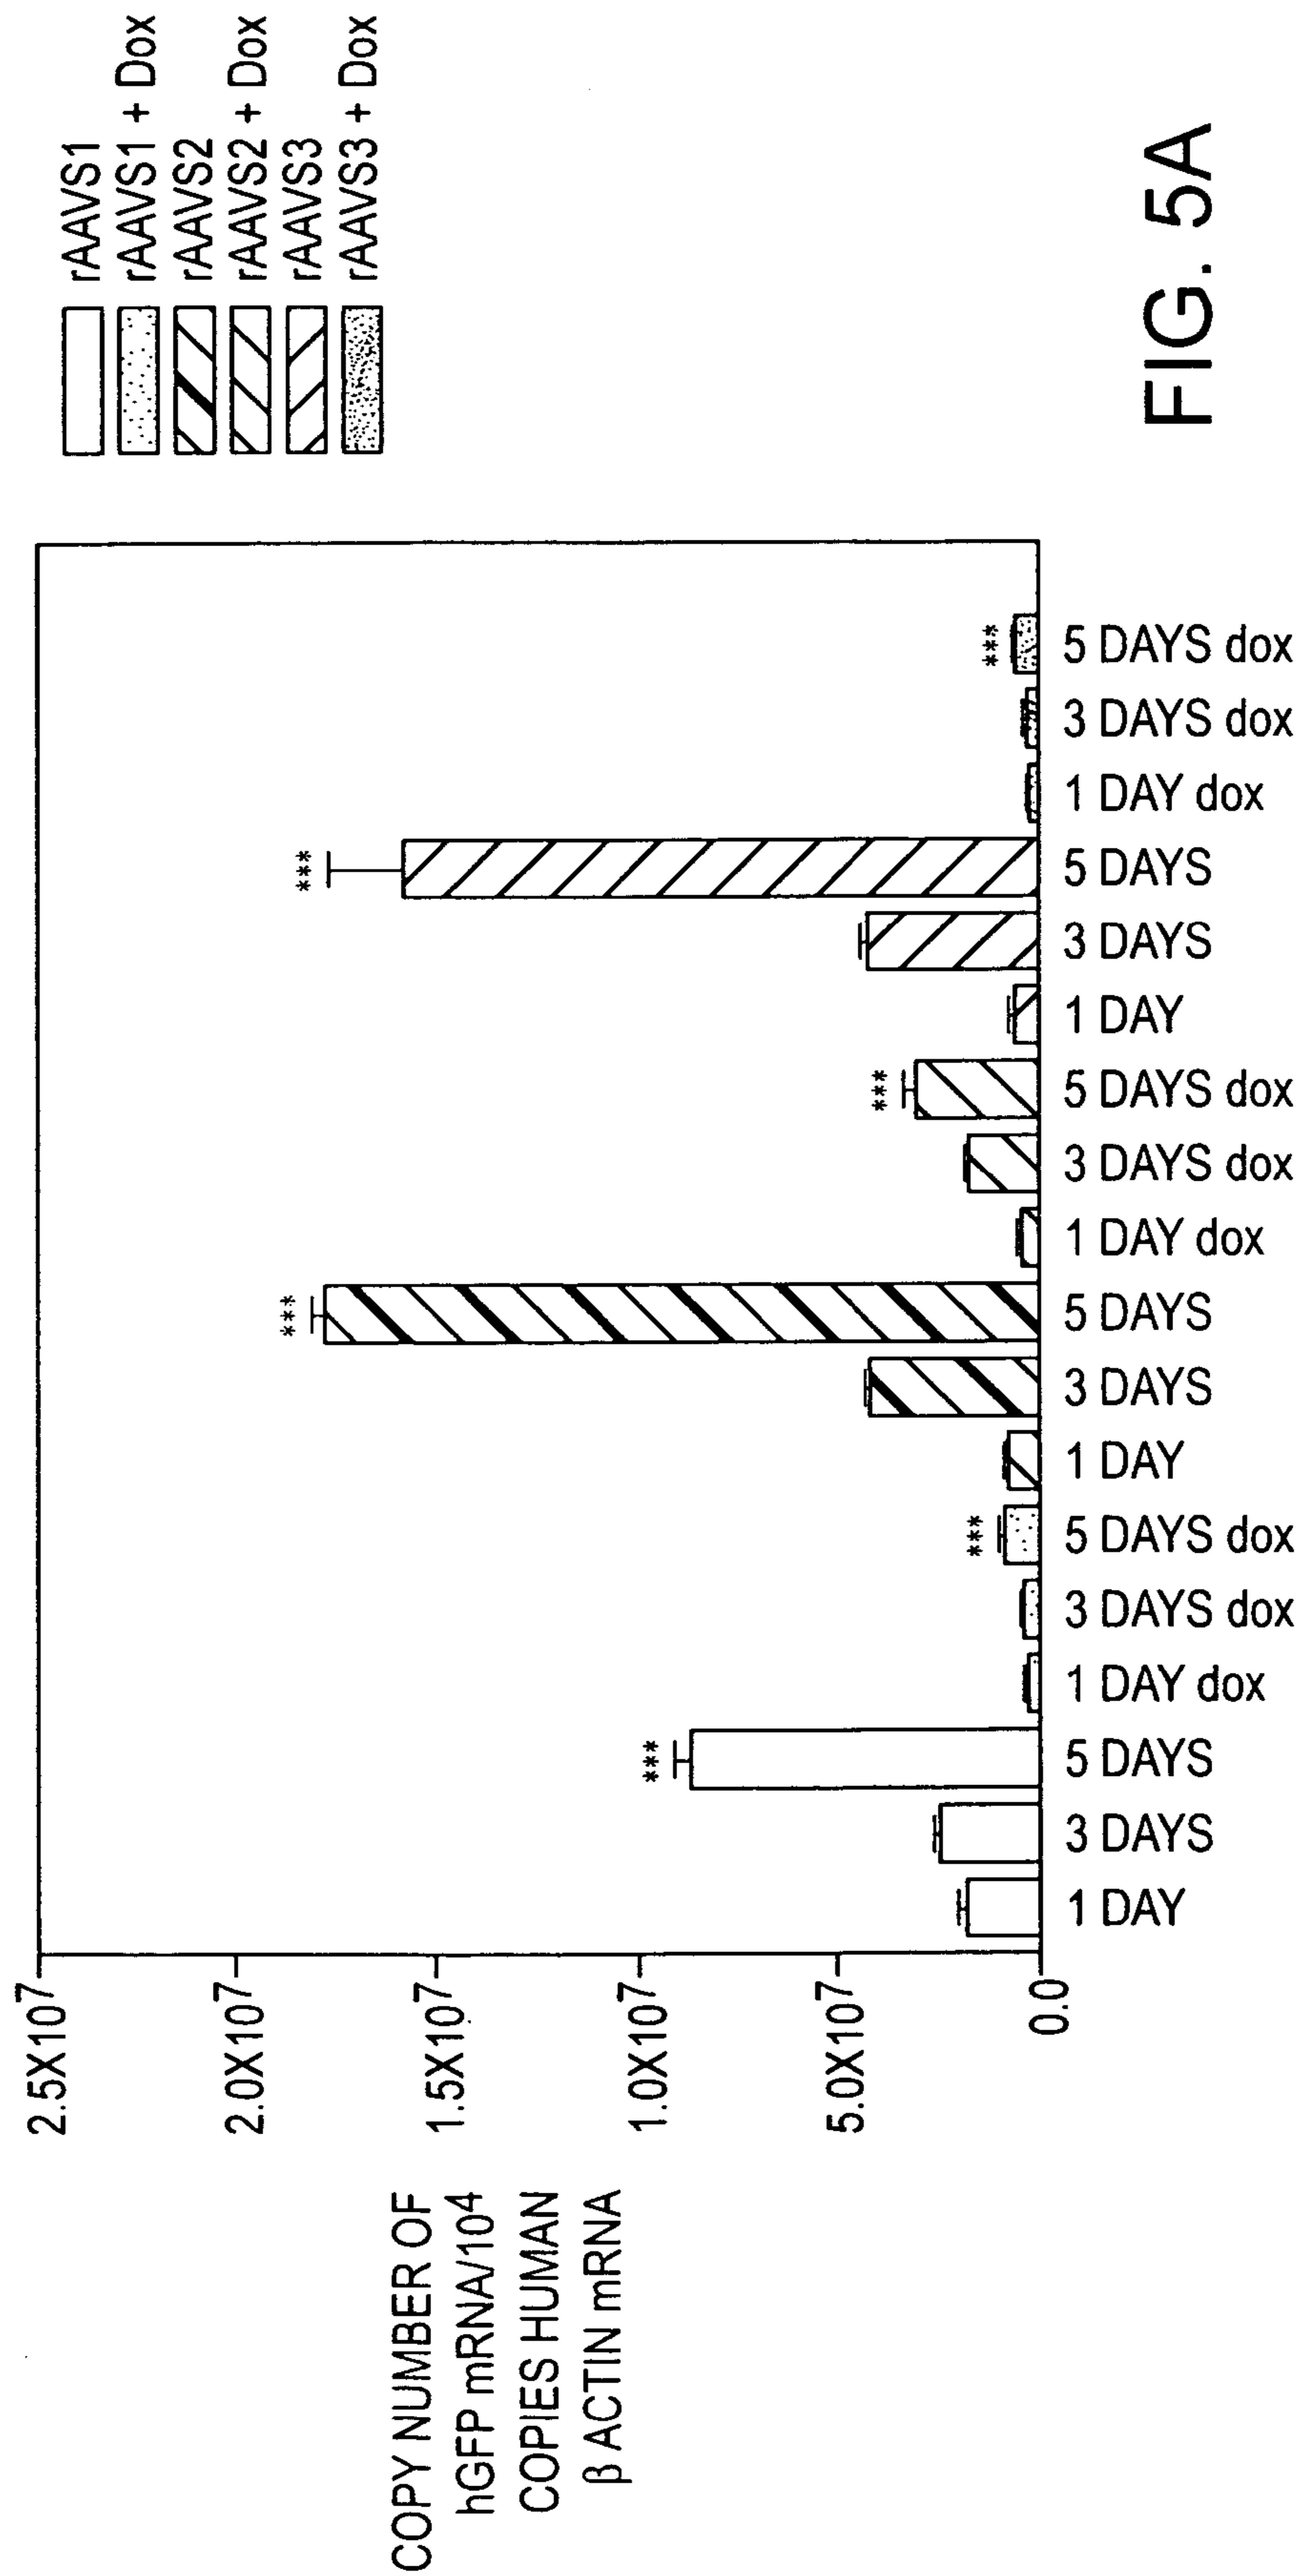 rAAVS1
rAAVS1 + Dox
rAAVS2
rAAVS2 + Dox
rAAVS3
rAAVS3 + Dox
COPY NUMBER OF
hGFP mRNA/10⁴
COPIES HUMAN
β ACTIN mRNA
2.5X10⁷
2.0X10⁷
1.5X10⁷
1.0X10⁷
5.0X10⁷
0.0
***
***
***
***
***
***
1 DAY
3 DAYS
5 DAYS
1 DAY dox
3 DAYS dox
5 DAYS dox
1 DAY
3 DAYS
5 DAYS
1 DAY dox
3 DAYS dox
5 DAYS dox
1 DAY
3 DAYS
5 DAYS
1 DAY dox
3 DAYS dox
5 DAYS dox
FIG. 5A